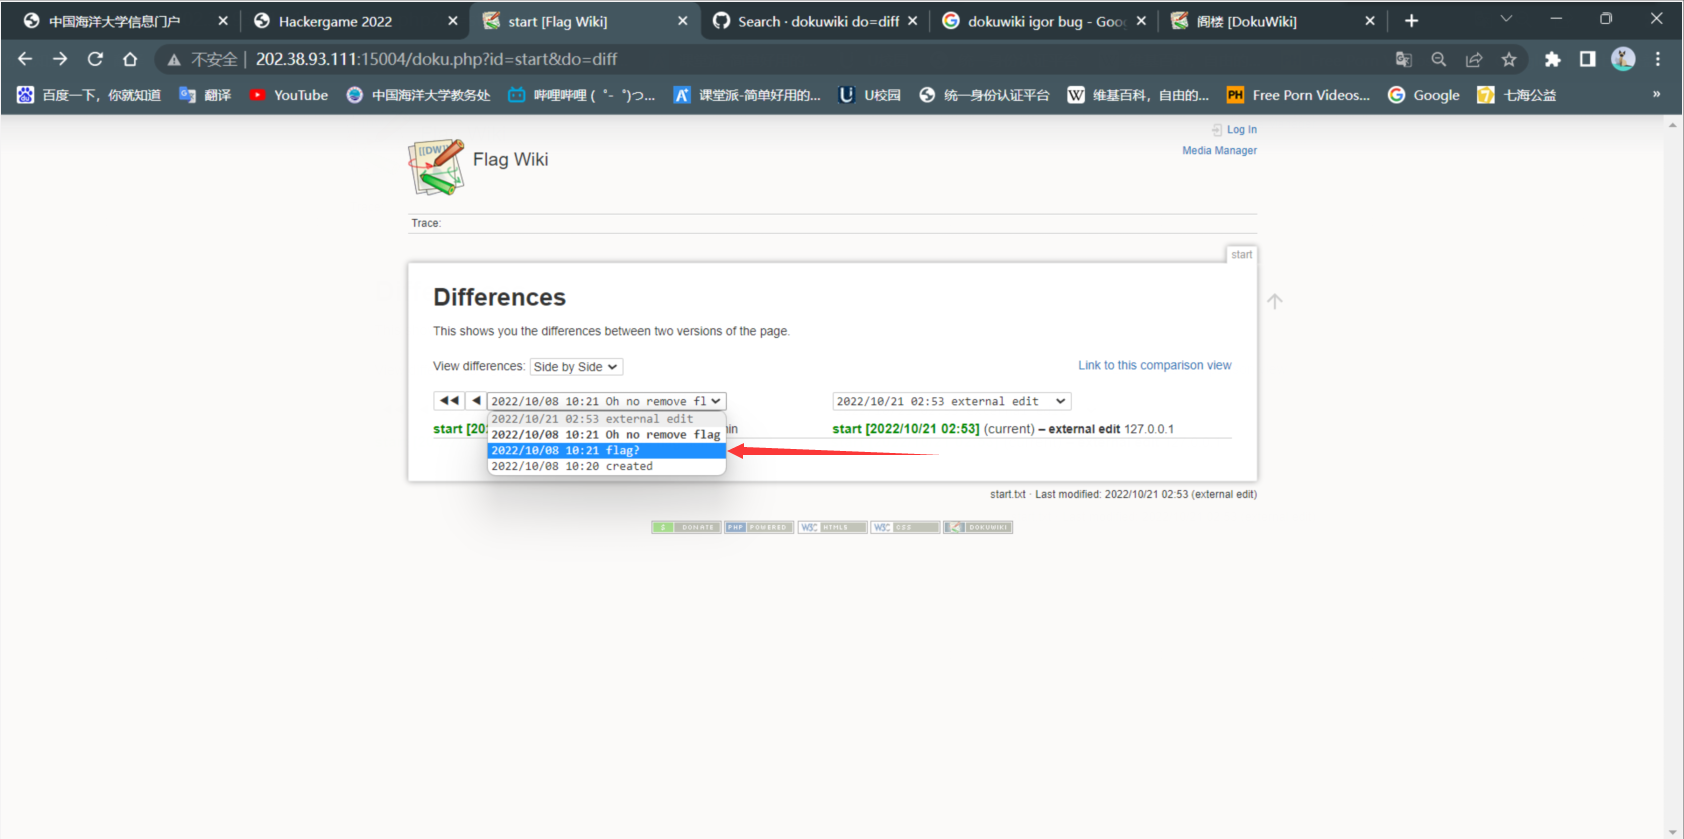 中国海洋大学信息门户
Hackergame 2022
start [Flag Wiki]
Search · dokuwiki do=diff
dokuwiki igor bug - Goo
阁楼 [DokuWiki]
不安全 | 202.38.93.111:15004/doku.php?id=start&do=diff
百度一下，你就知道
翻译
YouTube
中国海洋大学教务处
哔哩哔哩 ( ゜- ゜)つ...
课堂派-简单好用的...
U校园
统一身份认证平台
维基百科，自由的...
PH Free Porn Videos...
Google
七海公益
»
Log In
Media Manager
[[DW]]
Flag Wiki
Trace:
start
Differences
This shows you the differences between two versions of the page.
View differences: Side by Side
Link to this comparison view
2022/10/08 10:21 Oh no remove fl
2022/10/21 02:53 external edit
2022/10/21 02:53 external edit
start [20
in
start [2022/10/21 02:53] (current) – external edit 127.0.0.1
2022/10/08 10:21 Oh no remove flag
2022/10/08 10:21 flag?
2022/10/08 10:20 created
start.txt · Last modified: 2022/10/21 02:53 (external edit)
$ DONATE
PHP POWERED
W3C HTML5
W3C CSS
DOKUWIKI